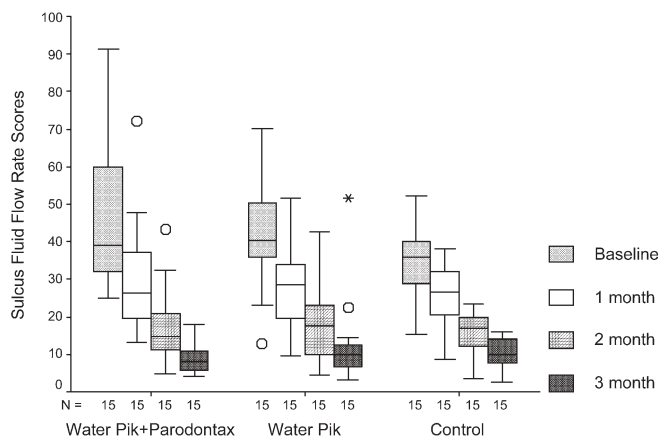 Sulcus Fluid Flow Rate Scores
100
90
80
70
60
50
40
30
20
10
0
N = 15 15 15 15 15 15 15 15 15 15 15 15
Water Pik+Parodontax Water Pik Control
Baseline
1 month
2 month
3 month